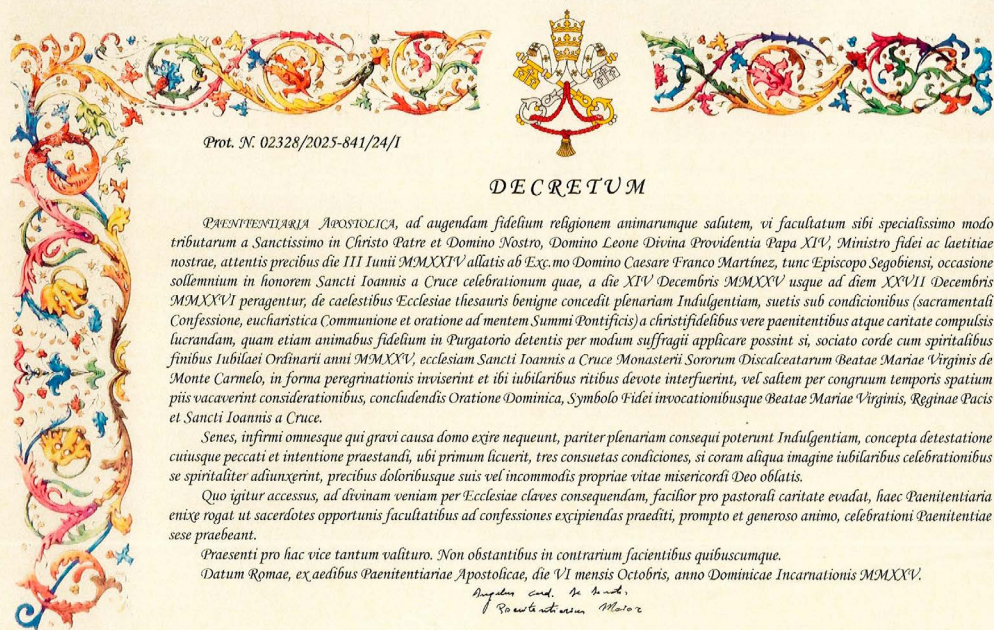 Prot. N. 02328/2025-841/24/I
DECRETUM
PAENITENTIARIA APOSTOLICA, ad augendam fidelium religionem animarumque salutem, vi facultatum sibi specialissimo modo
tributarum a Sanctissimo in Christo Patre et Domino Nostro, Domino Leone Divina Providentia Papa XIV, Ministro fidei ac laetitiae
nostrae, attentis precibus die III Iunii MMXXIV allatis ab Exc.mo Domino Caesare Franco Martínez, tunc Episcopo Segobiensi, occasione
sollemnium in honorem Sancti Ioannis a Cruce celebrationum quae, a die XIV Decembris MMXXV usque ad diem XXVII Decembris
MMXXVI peragentur, de caelestibus Ecclesiae thesauris benigne concedit plenariam Indulgentiam, suetis sub condicionibus (sacramentali
Confessione, eucharistica Communione et oratione ad mentem Summi Pontificis) a christifidelibus vere paenitentibus atque caritate compulsis
lucrandam, quam etiam animabus fidelium in Purgatorio detentis per modum suffragii applicare possint si, sociato corde cum spiritalibus
finibus Iubilaei Ordinarii anni MMXXV, ecclesiam Sancti Ioannis a Cruce Monasterii Sororum Discalceatarum Beatae Mariae Virginis de
Monte Carmelo, in forma peregrinationis inviserint et ibi iubilaribus ritibus devote interfuerint, vel saltem per congruum temporis spatium
piis vacaverint considerationibus, concludendis Oratione Dominica, Symbolo Fidei invocationibusque Beatae Mariae Virginis, Reginae Pacis
et Sancti Ioannis a Cruce.
Senes, infirmi omnesque qui gravi causa domo exire nequeunt, pariter plenariam consequi poterunt Indulgentiam, concepta detestatione
cuiusque peccati et intentione praestandi, ubi primum licuerit, tres consuetas condiciones, si coram aliqua imagine iubilaribus celebrationibus
se spiritaliter adiunxerint, precibus doloribusque suis vel incommodis propriae vitae misericordi Deo oblatis.
Quo igitur accessus, ad divinam veniam per Ecclesiae claves consequendam, facilior pro pastorali caritate evadat, haec Paenitentiaria
enixe rogat ut sacerdotes opportunis facultatibus ad confessiones excipiendas praediti, prompto et generoso animo, celebrationi Paenitentiae
sese praebeant.
Praesenti pro hac vice tantum valituro. Non obstantibus in contrarium facientibus quibuscumque.
Datum Romae, ex aedibus Paenitentiariae Apostolicae, die VI mensis Octobris, anno Dominicae Incarnationis MMXXV.
Angelus Card. De Donatis
Paenitentiarius Maior